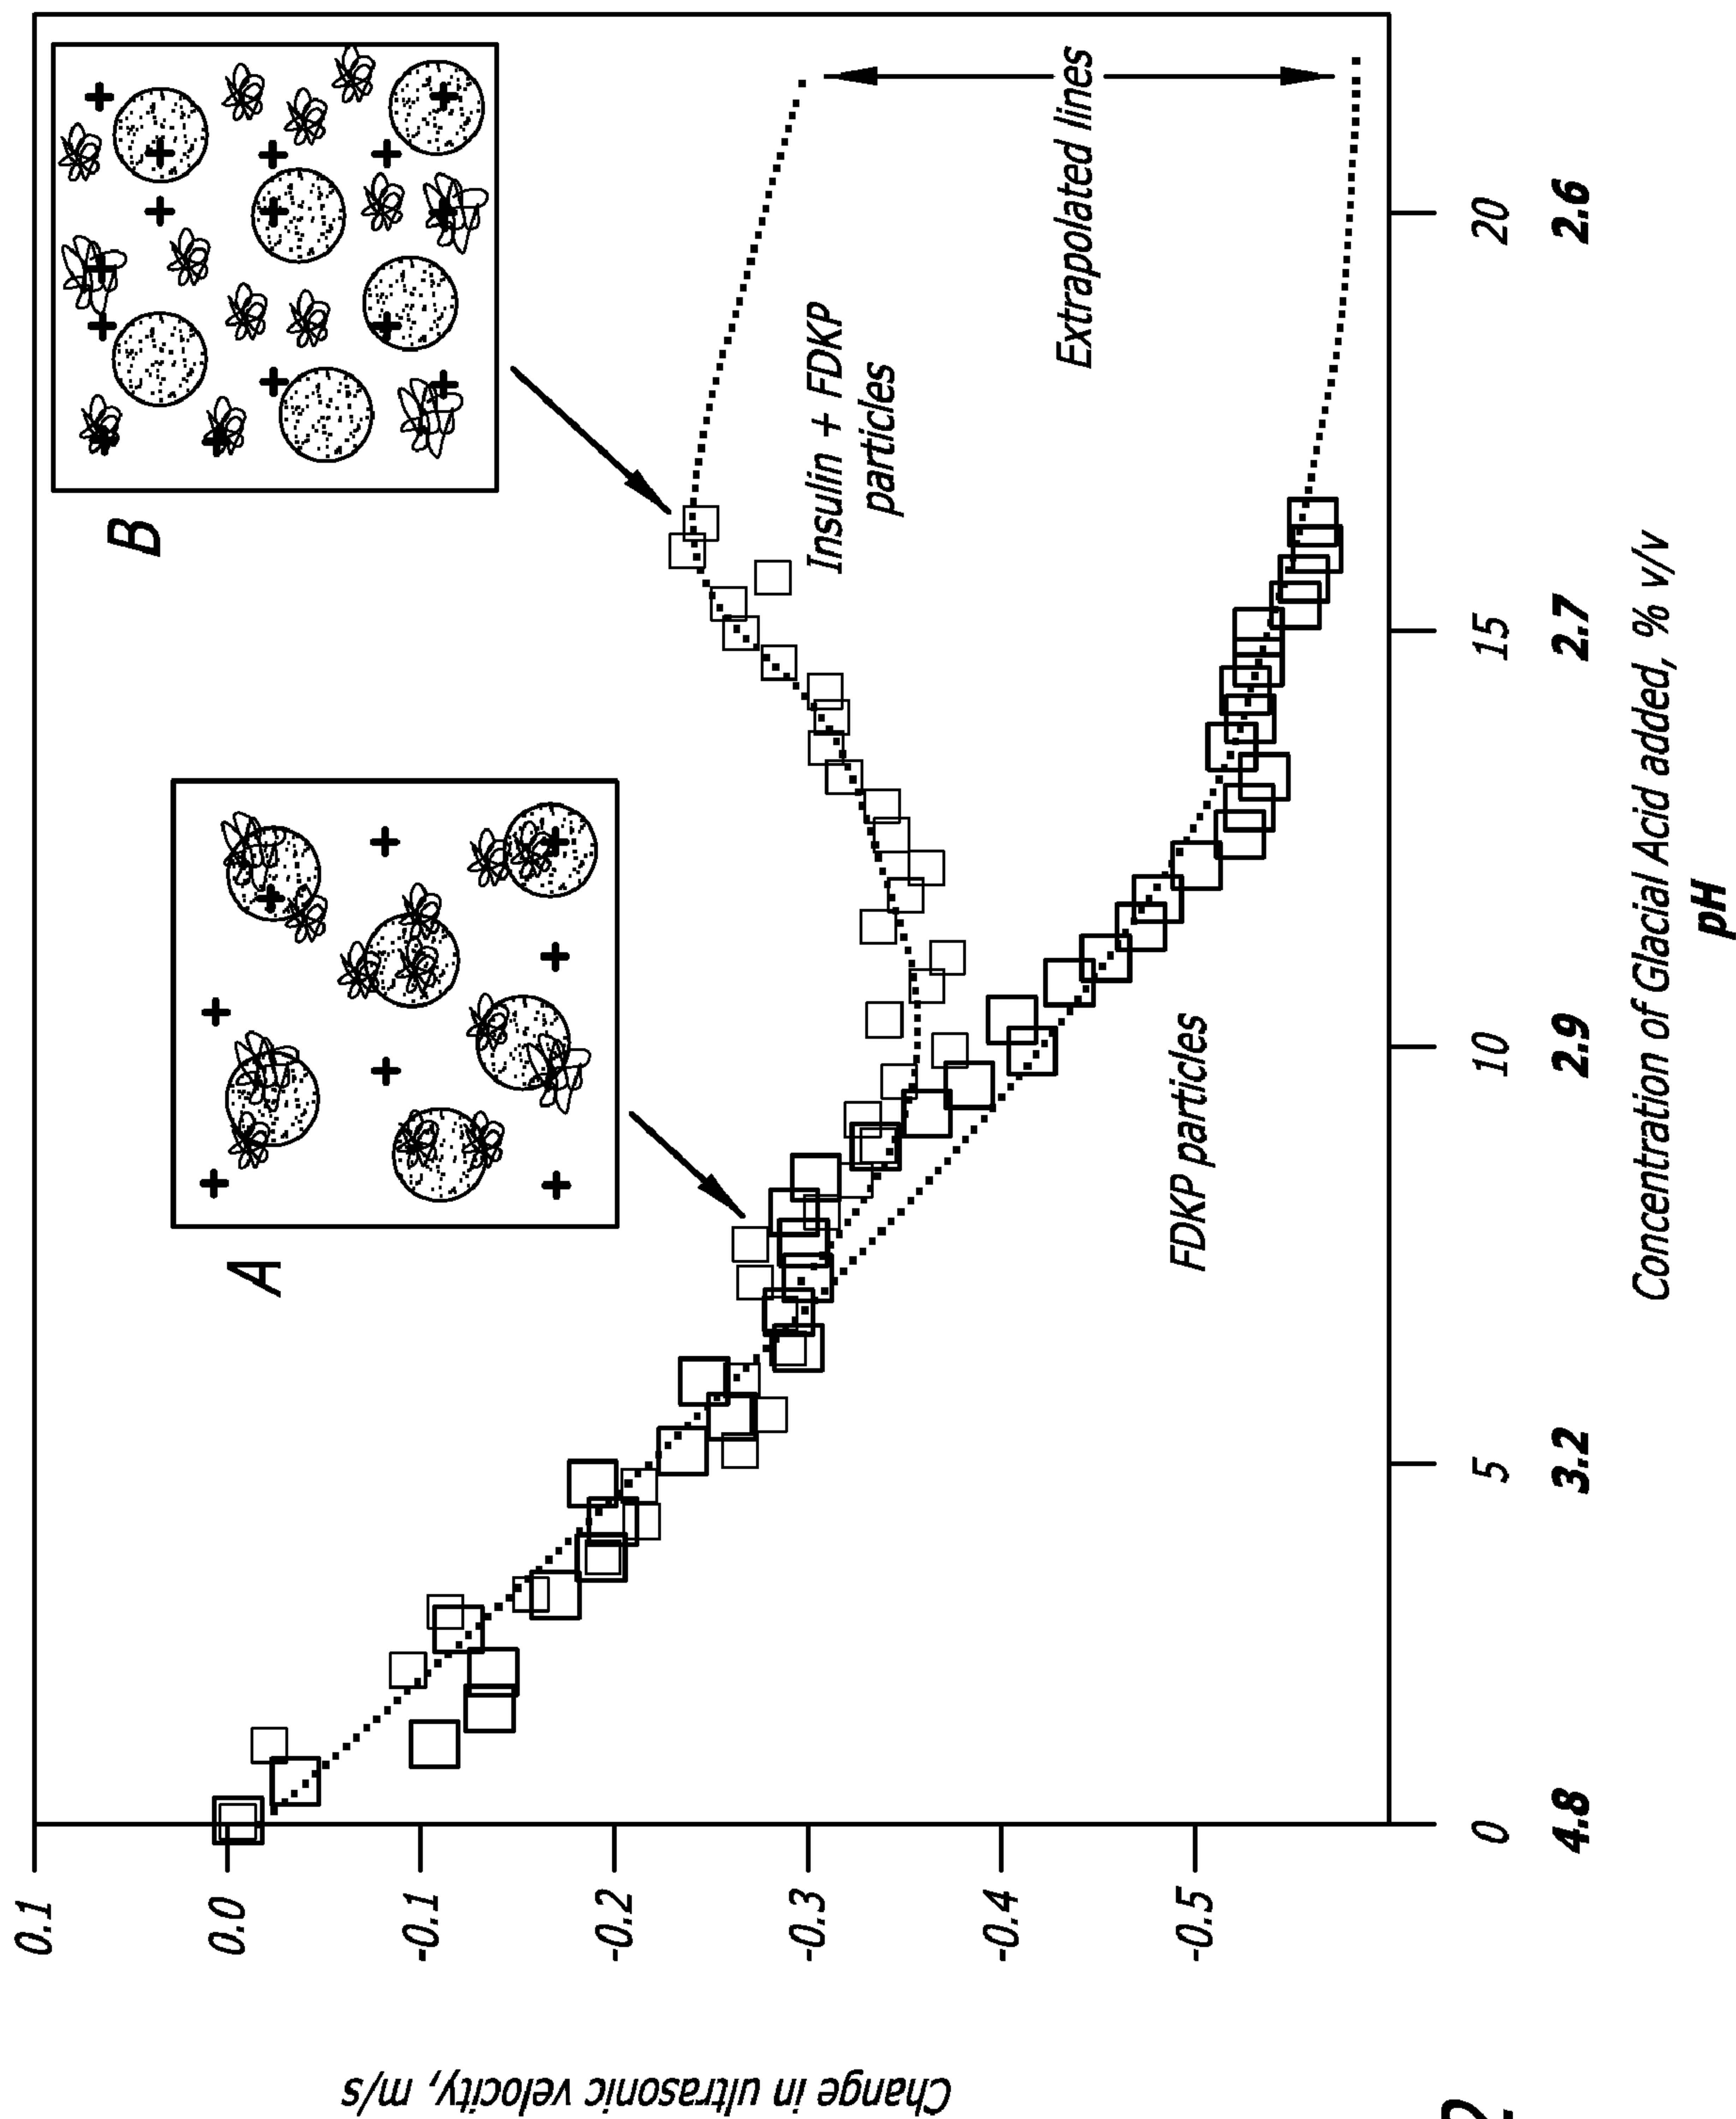 Change in ultrasonic velocity, m/s
0.1
0.0
-0.1
-0.2
-0.3
-0.4
-0.5
A
B
Insulin + FDKP
particles
Extrapolated lines
FDKP particles
0 5 10 15 20
4.8 3.2 2.9 2.7 2.6
Concentration of Glacial Acid added, % v/v
pH